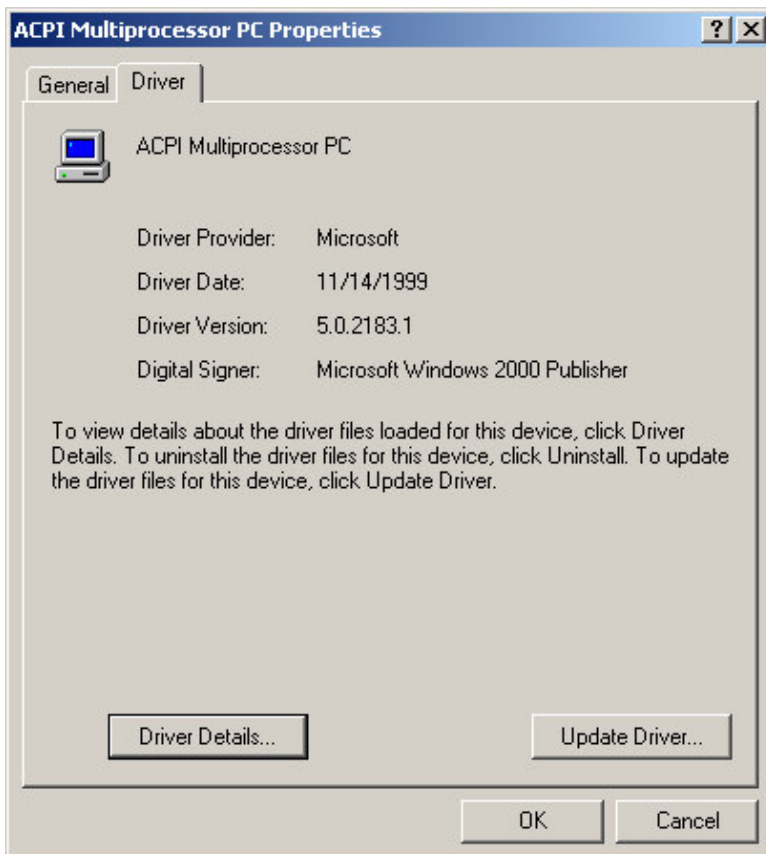 ACPI Multiprocessor PC Properties
General Driver
ACPI Multiprocessor PC
Driver Provider: Microsoft
Driver Date: 11/14/1999
Driver Version: 5.0.2183.1
Digital Signer: Microsoft Windows 2000 Publisher
To view details about the driver files loaded for this device, click Driver
Details. To uninstall the driver files for this device, click Uninstall. To update
the driver files for this device, click Update Driver.
Driver Details... Update Driver...
OK Cancel